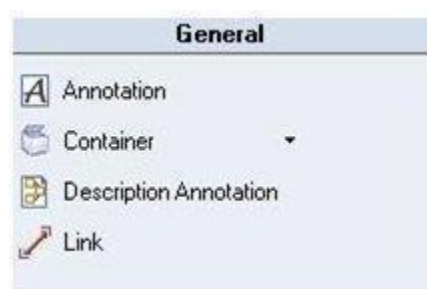 General
Annotation
Container
Description Annotation
Link